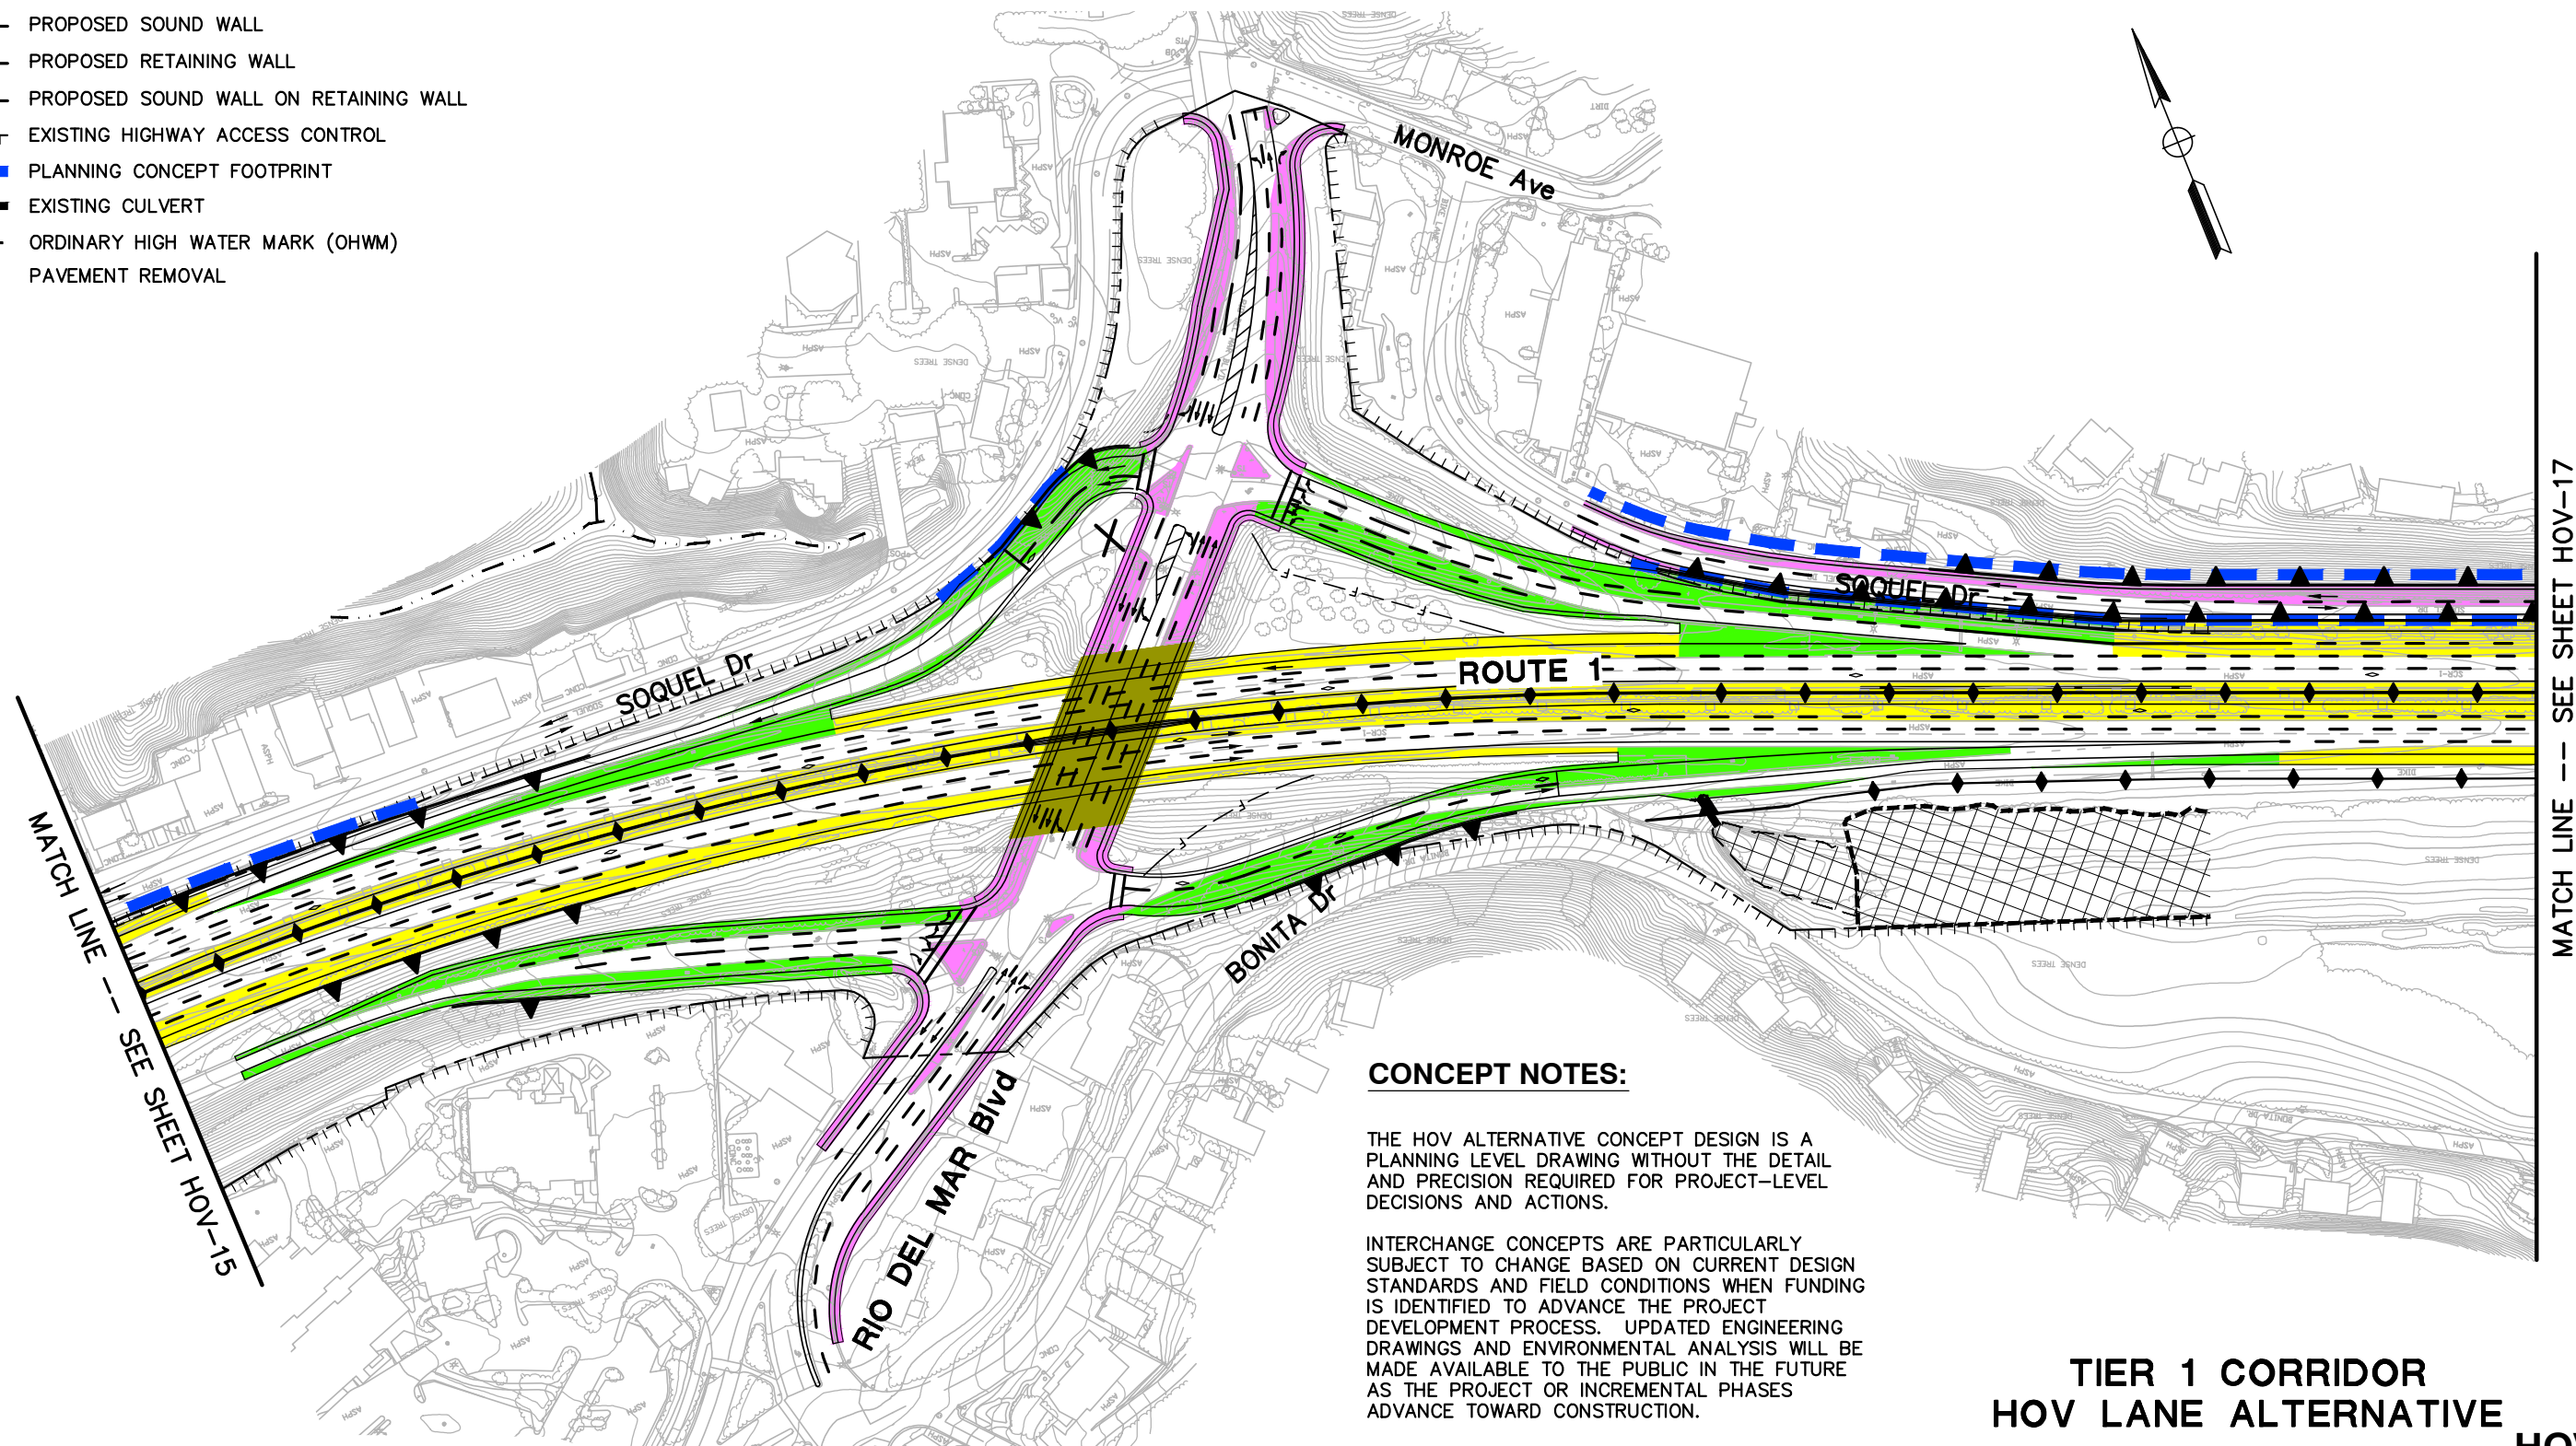 PROPOSED SOUND WALL
PROPOSED RETAINING WALL
PROPOSED SOUND WALL ON RETAINING WALL
EXISTING HIGHWAY ACCESS CONTROL
PLANNING CONCEPT FOOTPRINT
EXISTING CULVERT
ORDINARY HIGH WATER MARK (OHWM)
PAVEMENT REMOVAL
MONROE Ave
SOQUEL Dr
SOQUEL Dr
ROUTE 1
BONITA Dr
RIO DEL MAR Blvd
MATCH LINE -- SEE SHEET HOV-15
MATCH LINE -- SEE SHEET HOV-17
CONCEPT NOTES:
THE HOV ALTERNATIVE CONCEPT DESIGN IS A
PLANNING LEVEL DRAWING WITHOUT THE DETAIL
AND PRECISION REQUIRED FOR PROJECT-LEVEL
DECISIONS AND ACTIONS.
INTERCHANGE CONCEPTS ARE PARTICULARLY
SUBJECT TO CHANGE BASED ON CURRENT DESIGN
STANDARDS AND FIELD CONDITIONS WHEN FUNDING
IS IDENTIFIED TO ADVANCE THE PROJECT
DEVELOPMENT PROCESS. UPDATED ENGINEERING
DRAWINGS AND ENVIRONMENTAL ANALYSIS WILL BE
MADE AVAILABLE TO THE PUBLIC IN THE FUTURE
AS THE PROJECT OR INCREMENTAL PHASES
ADVANCE TOWARD CONSTRUCTION.
TIER 1 CORRIDOR
HOV LANE ALTERNATIVE